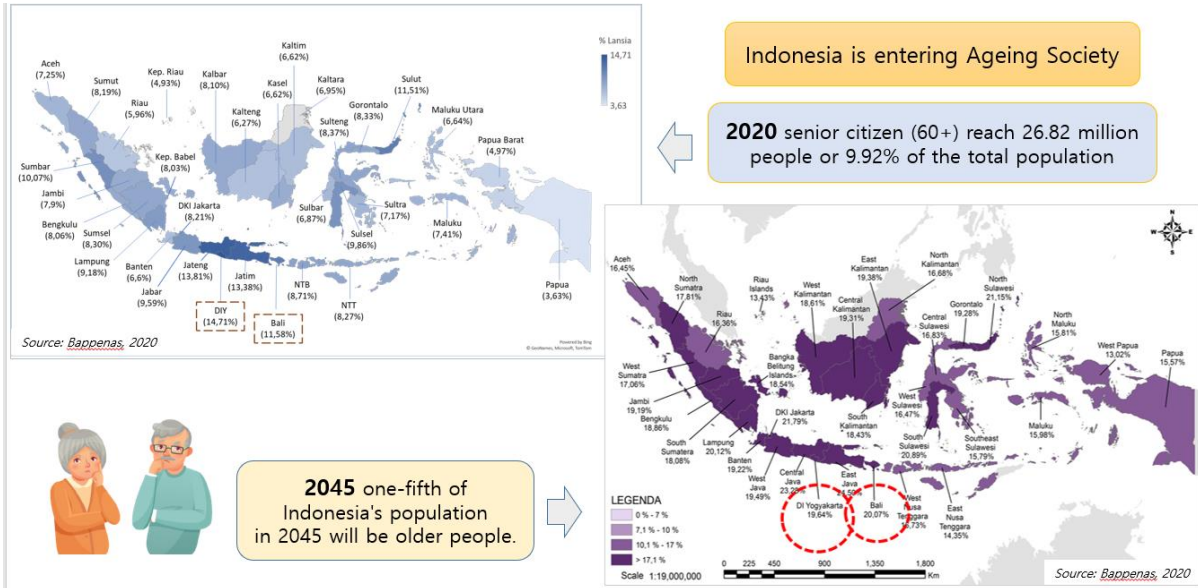 Indonesia is entering Ageing Society
2020 senior citizen (60+) reach 26.82 million
people or 9.92% of the total population
% Lansia
14,71
3,63
Aceh
(7,25%)
Sumut
(8,19%)
Riau
(5,96%)
Kep. Riau
(4,93%)
Kalbar
(8,10%)
Kalteng
(6,27%)
Kasel
(6,62%)
Kaltim
(6,62%)
Kaltara
(6,95%)
Sulteng
(8,37%)
Gorontalo
(8,33%)
Sulut
(11,51%)
Maluku Utara
(6,64%)
Papua Barat
(4,97%)
Sumbar
(10,07%)
Jambi
(7,9%)
Bengkulu
(8,06%)
Sumsel
(8,30%)
Lampung
(9,18%)
Kep. Babel
(8,03%)
DKI Jakarta
(8,21%)
Banten
(6,6%)
Jabar
(9,59%)
Jateng
(13,81%)
DIY
(14,71%)
Jatim
(13,38%)
Bali
(11,58%)
NTB
(8,71%)
NTT
(8,27%)
Sulbar
(6,87%)
Sulsel
(9,86%)
Sultra
(7,17%)
Maluku
(7,41%)
Papua
(3,63%)
Source: Bappenas, 2020
Powered by Bing
© GeoNames, Microsoft, TomTom
2045 one-fifth of
Indonesia's population
in 2045 will be older people.
N
W
E
S
Aceh
16,45%
North
Sumatra
17,81%
Riau
16,36%
Riau
Islands
13,43%
West
Kalimantan
18,61%
Central
Kalimantan
19,31%
East
Kalimantan
19,38%
North
Kalimantan
16,68%
Central
Sulawesi
16,83%
Gorontalo
19,28%
North
Sulawesi
21,15%
North
Maluku
15,81%
West Papua
13,02%
Papua
15,57%
West
Sumatra
17,06%
Jambi
19,19%
Bengkulu
18,86%
South
Sumatera
18,08%
Lampung
20,12%
Bangka
Belitung
Islands
18,54%
DKI Jakarta
21,79%
Banten
19,22%
West
Java
19,49%
Central
Java
DI Yogyakarta
19,64%
East
Java
Bali
20,07%
West
Nusa
Tenggara
East
Nusa
Tenggara
14,35%
South
Kalimantan
18,43%
West
Sulawesi
16,47%
South
Sulawesi
20,89%
Southeast
Sulawesi
15,79%
Maluku
15,98%
LEGENDA
0 % - 7 %
7,1 % - 10 %
10,1 % - 17 %
> 17,1 %
Scale 1:19,000,000
0 225 450 900 1,350 1,800
Km
Source: Bappenas, 2020